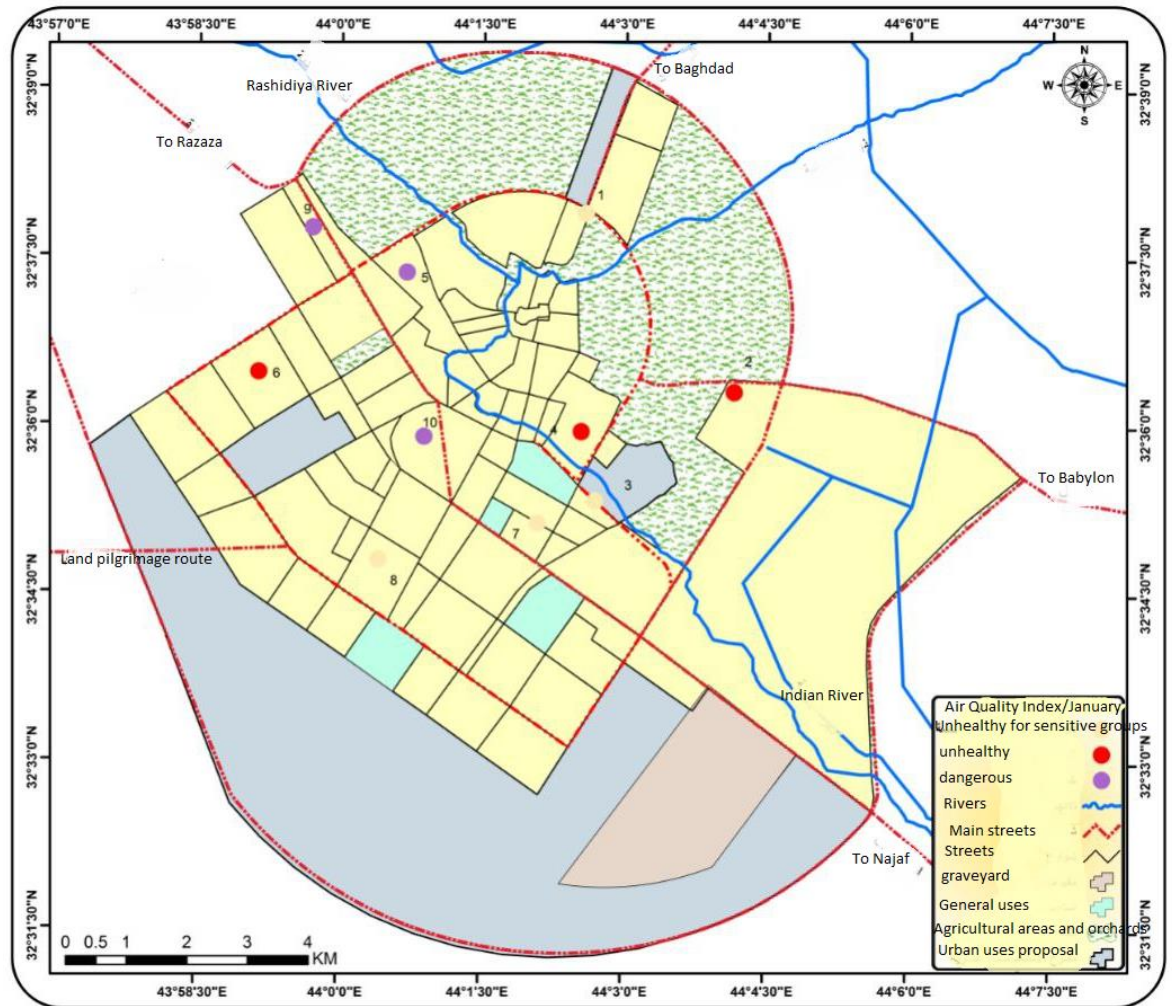 43°57'0"E 43°58'30"E 44°0'0"E 44°1'30"E 44°3'0"E 44°4'30"E 44°6'0"E 44°7'30"E
N
W E
S
32°39'0"N
32°37'30"N
32°36'0"N
32°34'30"N
32°33'0"N
32°31'30"N
32°39'0"N
32°37'30"N
32°36'0"N
32°34'30"N
32°33'0"N
32°31'30"N
To Baghdad
Rashidiya River
To Razaza
1
9
5
2
6
10
4
3
To Babylon
7
Land pilgrimage route
8
Indian River
To Najaf
Air Quality Index/January
Unhealthy for sensitive groups
unhealthy
dangerous
Rivers
Main streets
Streets
graveyard
General uses
Agricultural areas and orchards
Urban uses proposal
0 0.5 1 2 3 4
KM
43°58'30"E 44°0'0"E 44°1'30"E 44°3'0"E 44°4'30"E 44°6'0"E 44°7'30"E